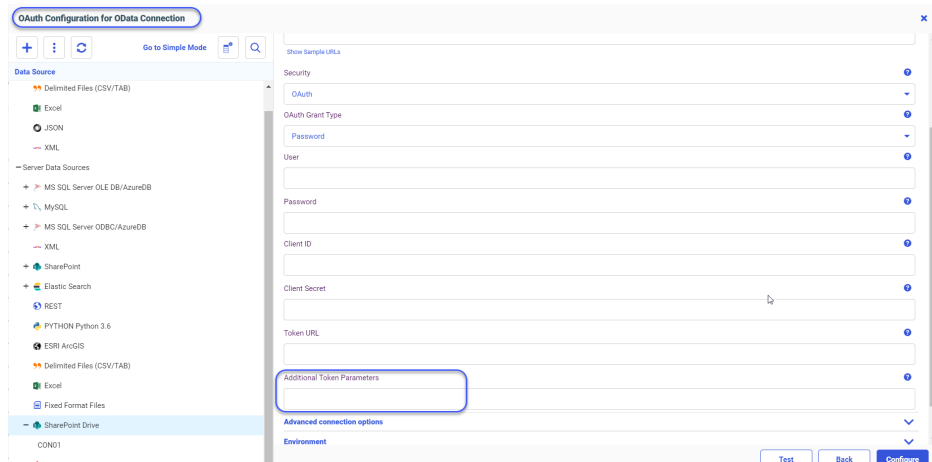 OAuth Configuration for OData Connection
Go to Simple Mode
Data Source
Delimited Files (CSV/TAB)
Excel
JSON
XML
Server Data Sources
MS SQL Server OLE DB/AzureDB
MySQL
MS SQL Server ODBC/AzureDB
XML
SharePoint
Elastic Search
REST
PYTHON Python 3.6
ESRI ArcGIS
Delimited Files (CSV/TAB)
Excel
Fixed Format Files
SharePoint Drive
CON01
Show Sample URLs
Security
OAuth
OAuth Grant Type
Password
User
Password
Client ID
Client Secret
Token URL
Additional Token Parameters
Advanced connection options
Environment
Test
Back
Configure